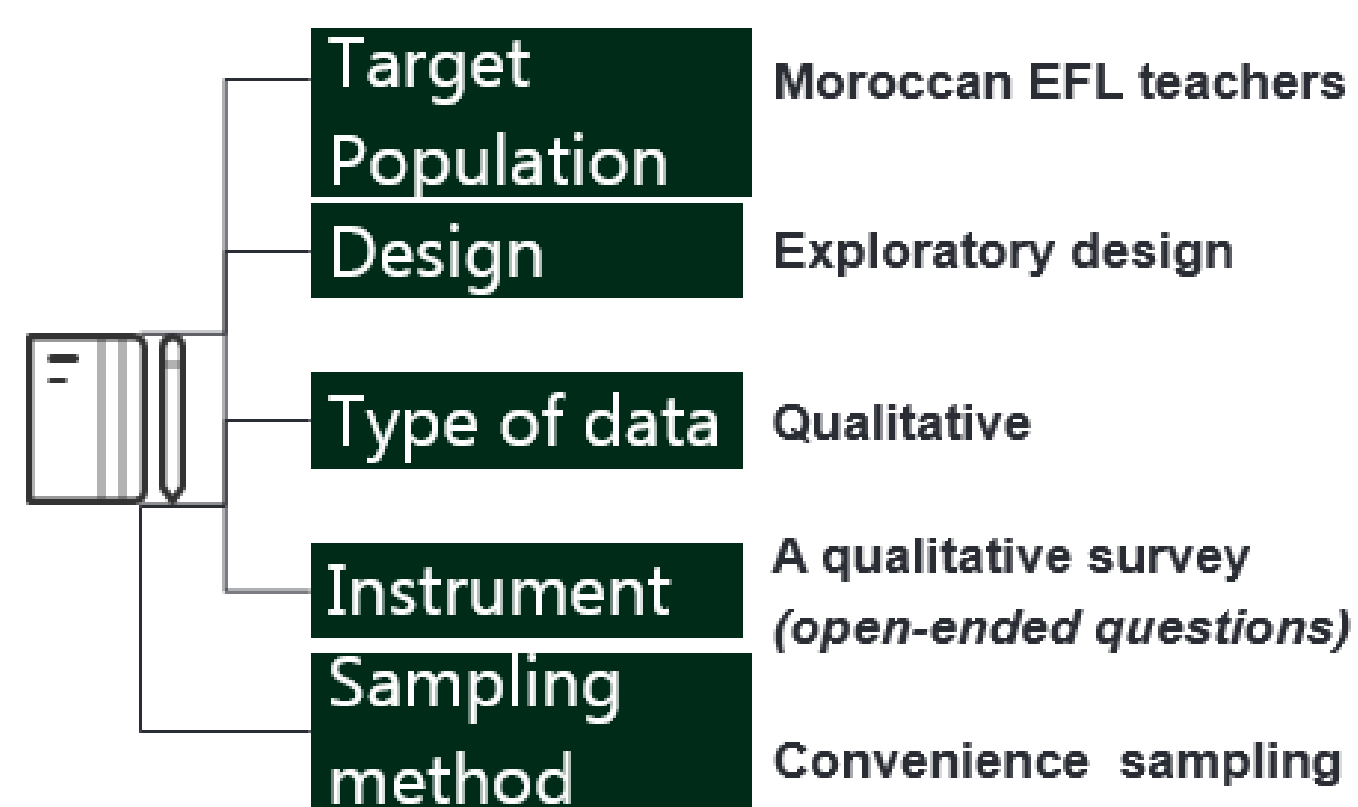 Target
Population
Moroccan EFL teachers
Design
Exploratory design
Type of data
Qualitative
Instrument
A qualitative survey
(open-ended questions)
Sampling
method
Convenience sampling